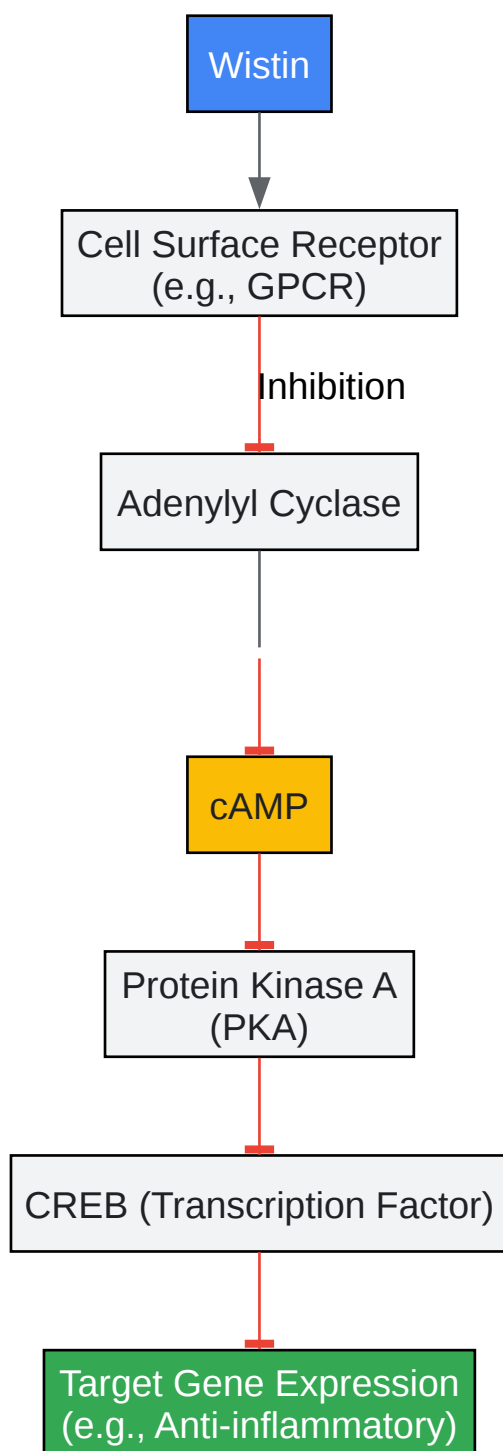 Wistin
Cell Surface Receptor
(e.g., GPCR)
Inhibition
Adenylyl Cyclase
cAMP
Protein Kinase A
(PKA)
CREB (Transcription Factor)
Target Gene Expression
(e.g., Anti-inflammatory)